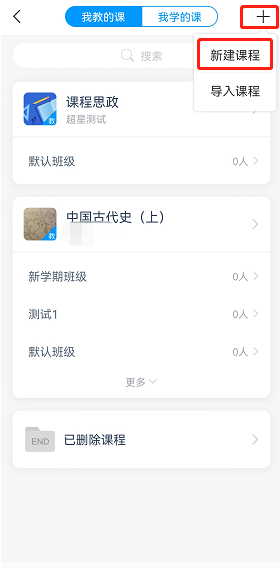 我教的课 我学的课
新建课程
搜索
导入课程
课程思政
教
超星测试
默认班级 0人
中国古代史（上）
教
新学期班级 0人
测试1 0人
默认班级 0人
更多
END 已删除课程